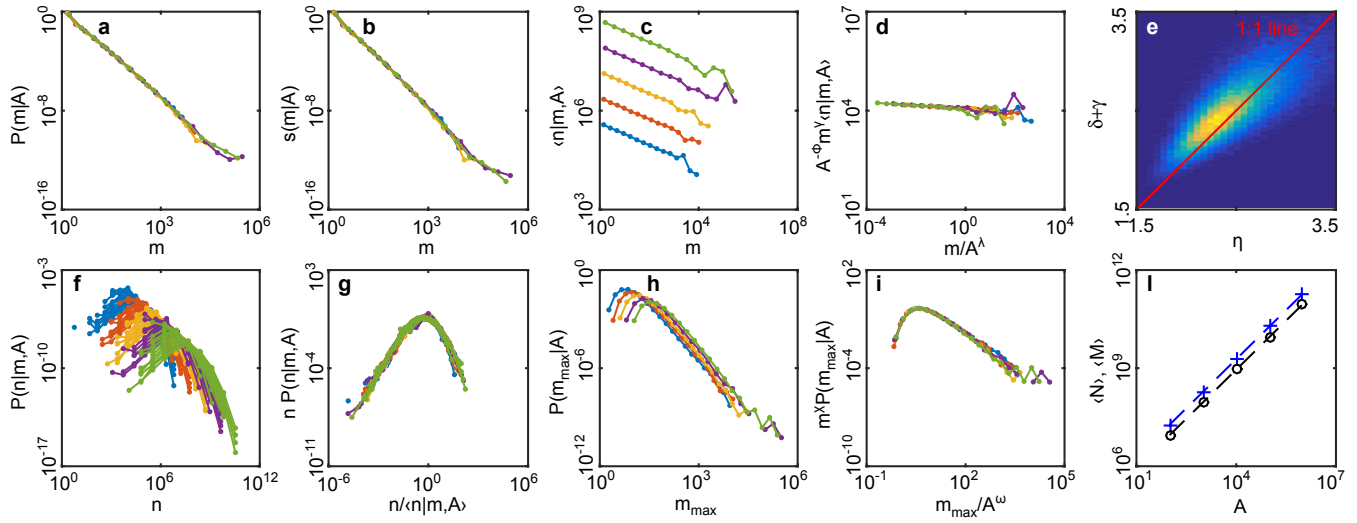 a
P(m|A)
10^0
10^-8
10^-16
10^0
10^3
10^6
m
b
s(m|A)
10^0
10^-8
10^-16
10^0
10^3
10^6
m
c
‹n|m,A›
10^9
10^6
10^3
10^0
10^4
10^8
m
d
A^-Φ m^γ ‹n|m,A›
10^7
10^4
10^1
10^-4
10^0
10^4
m/A^λ
e
1:1 line
δ+γ
3.5
1.5
1.5
3.5
η
f
P(n|m,A)
10^-3
10^-10
10^-17
10^0
10^6
10^12
n
g
n P(n|m,A)
10^3
10^-4
10^-11
10^-6
10^0
10^6
n/‹n|m,A›
h
P(m_max|A)
10^0
10^-6
10^-12
10^0
10^3
10^6
m_max
i
m^χ P(m_max|A)
10^2
10^-4
10^-10
10^-1
10^2
10^5
m_max/A^ω
l
‹N›, ‹M›
10^12
10^9
10^6
10^1
10^4
10^7
A